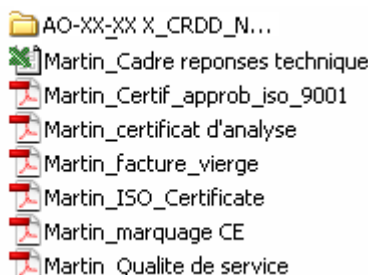 AO-XX-XX X_CRDD_N...
Martin_Cadre reponses technique
Martin_Certif_approb_iso_9001
Martin_certificat d'analyse
Martin_facture_vierge
Martin_ISO_Certificate
Martin_marquage CE
Martin_Qualite de service